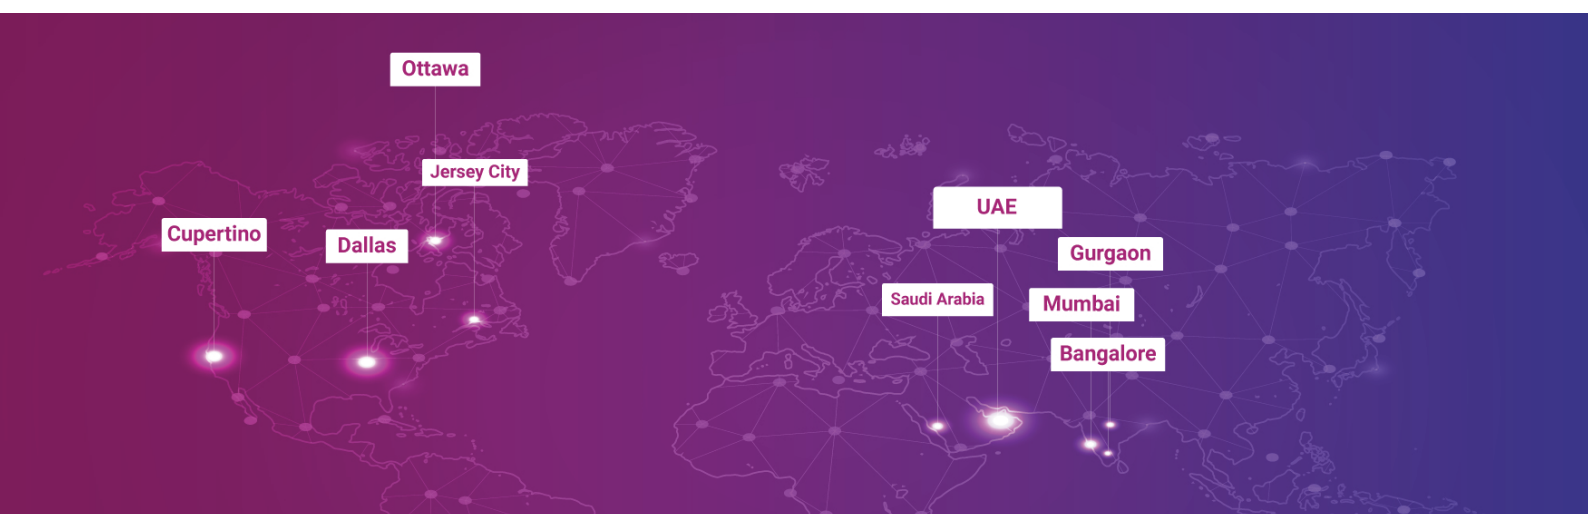 Ottawa
Jersey City
Cupertino
Dallas
UAE
Gurgaon
Saudi Arabia
Mumbai
Bangalore